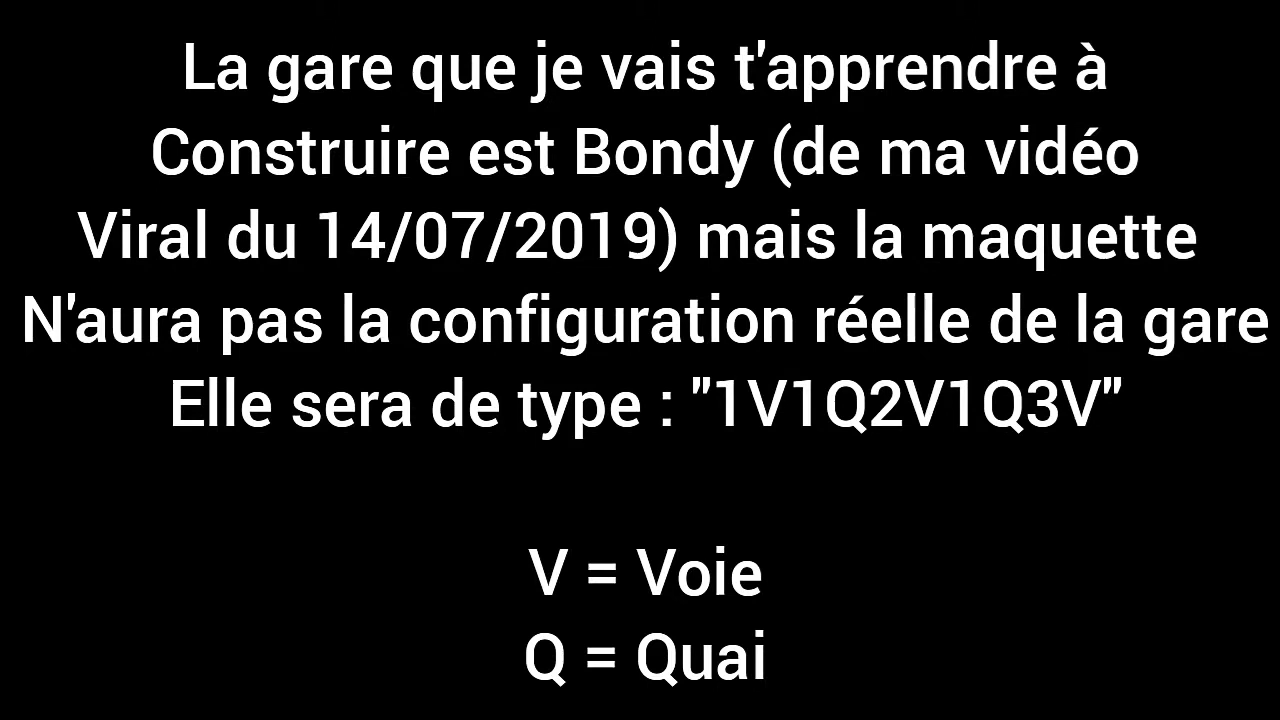 La gare que je vais t'apprendre à
Construire est Bondy (de ma vidéo
Viral du 14/07/2019) mais la maquette
N'aura pas la configuration réelle de la gare
Elle sera de type : "1V1Q2V1Q3V"
V = Voie
Q = Quai